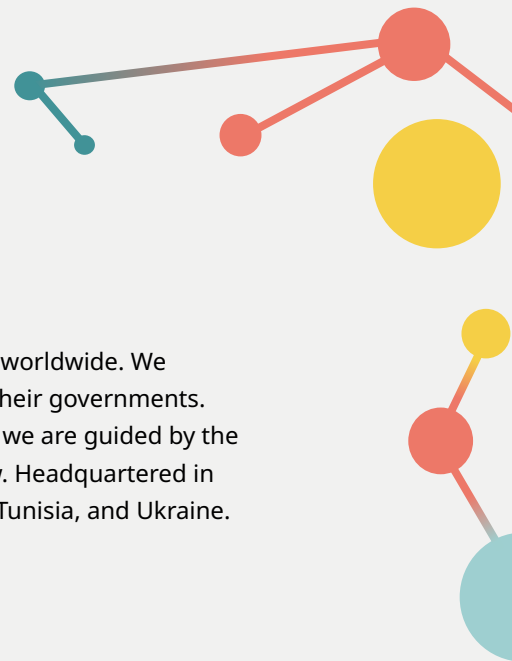 worldwide. We
heir governments.
we are guided by the
. Headquartered in
Tunisia, and Ukraine.